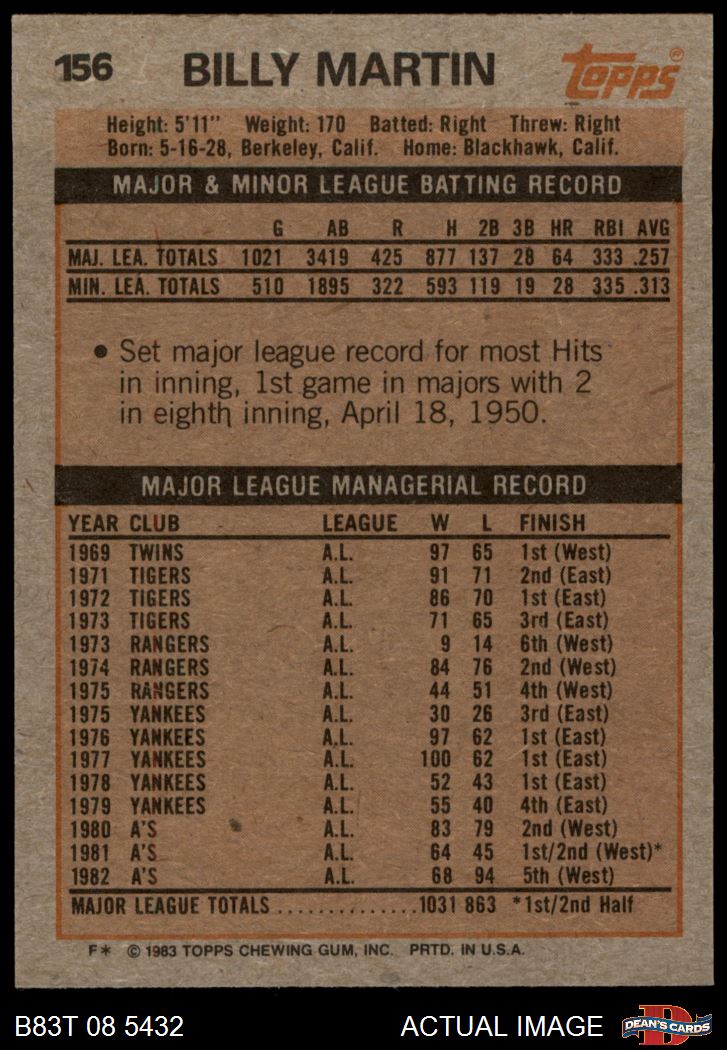 156 BILLY MARTIN Topps®
Height: 5'11" Weight: 170 Batted: Right Threw: Right
Born: 5-16-28, Berkeley, Calif. Home: Blackhawk, Calif.
MAJOR & MINOR LEAGUE BATTING RECORD
G AB R H 2B 3B HR RBI AVG
MAJ. LEA. TOTALS 1021 3419 425 877 137 28 64 333 .257
MIN. LEA. TOTALS 510 1895 322 593 119 19 28 335 .313
• Set major league record for most Hits
in inning, 1st game in majors with 2
in eighth inning, April 18, 1950.
MAJOR LEAGUE MANAGERIAL RECORD
YEAR CLUB LEAGUE W L FINISH
1969 TWINS A.L. 97 65 1st (West)
1971 TIGERS A.L. 91 71 2nd (East)
1972 TIGERS A.L. 86 70 1st (East)
1973 TIGERS A.L. 71 65 3rd (East)
1973 RANGERS A.L. 9 14 6th (West)
1974 RANGERS A.L. 84 76 2nd (West)
1975 RANGERS A.L. 44 51 4th (West)
1975 YANKEES A.L. 30 26 3rd (East)
1976 YANKEES A.L. 97 62 1st (East)
1977 YANKEES A.L. 100 62 1st (East)
1978 YANKEES A.L. 52 43 1st (East)
1979 YANKEES A.L. 55 40 4th (East)
1980 A'S A.L. 83 79 2nd (West)
1981 A'S A.L. 64 45 1st/2nd (West)*
1982 A'S A.L. 68 94 5th (West)
MAJOR LEAGUE TOTALS ..............1031 863 *1st/2nd Half
F* © 1983 TOPPS CHEWING GUM, INC. PRTD. IN U.S.A.
B83T 08 5432 ACTUAL IMAGE D DEAN'S CARDS